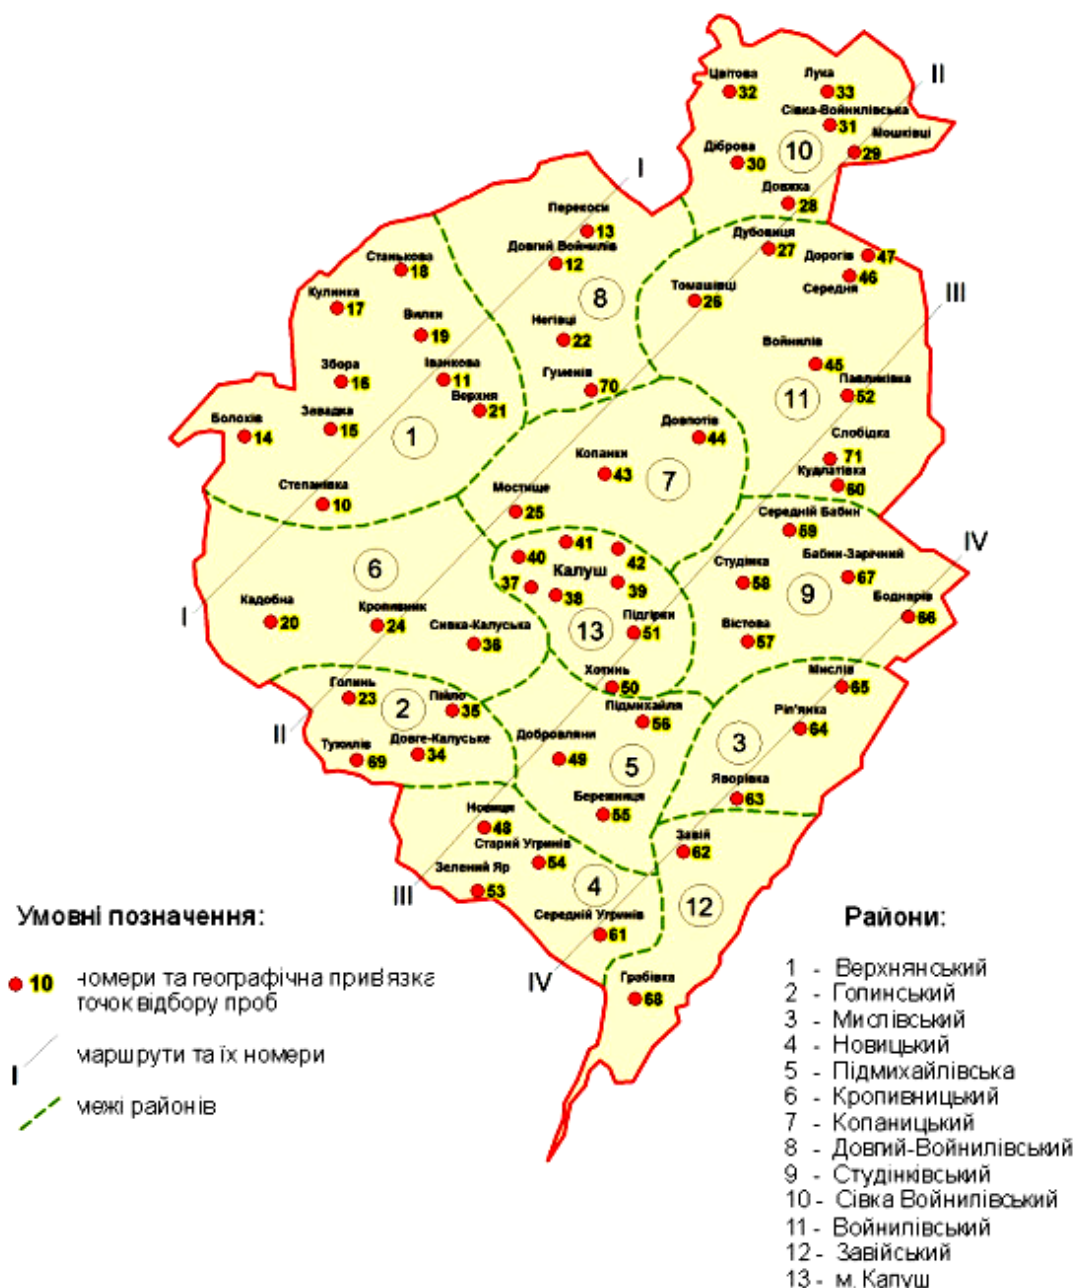 Цвітова
32
Лука
33
II
Сівка-Войнилівська
31
Мошківці
29
Діброва
30
10
I
Довжка
28
Перекоси
13
Дубовиця
27
Довгий Войнилів
12
Дорогів
47
46
Середня
Станькова
18
8
Томашівці
26
III
Кулинка
17
Вилки
19
Негівці
22
Войнилів
45
Збора
16
Іванкова
11
Гуменів
70
Павликівка
52
Верхня
21
11
Болохів
14
Завадка
15
1
Довпотів
44
Слобідка
71
Копанки
43
7
Кудлатівка
60
Степанівка
10
Мостище
25
Середній Бабин
59
IV
41
40
42
Калуш
Студінка
58
Бабин-Зарічний
67
6
37
38
39
9
Боднарів
66
I
Кадобна
20
Кропивник
24
Сивка-Калуська
36
13
Підгірки
51
Вістова
57
Хотинь
50
Мислів
65
Голинь
23
2
Пійло
35
Підмихайля
56
Ріп'янка
64
II
Тужилів
69
Довге-Калуське
34
Добровляни
49
5
3
Яворівка
63
Бережниця
55
Новиця
48
Старий Угринів
54
Завій
62
Зелений Яр
53
III
4
12
Середній Угринів
61
IV
Грабівка
68
Умовні позначення:
10
номери та географічна прив'язка
точок відбору проб
I
маршрути та їх номери
межі районів
Райони:
1 - Верхнянський
2 - Голинський
3 - Мислівський
4 - Новицький
5 - Підмихайлівська
6 - Кропивницький
7 - Копаницький
8 - Довгий-Войнилівський
9 - Студінківський
10 - Сівка Войнилівський
11 - Войнилівський
12 - Завійський
13 - м. Калуш